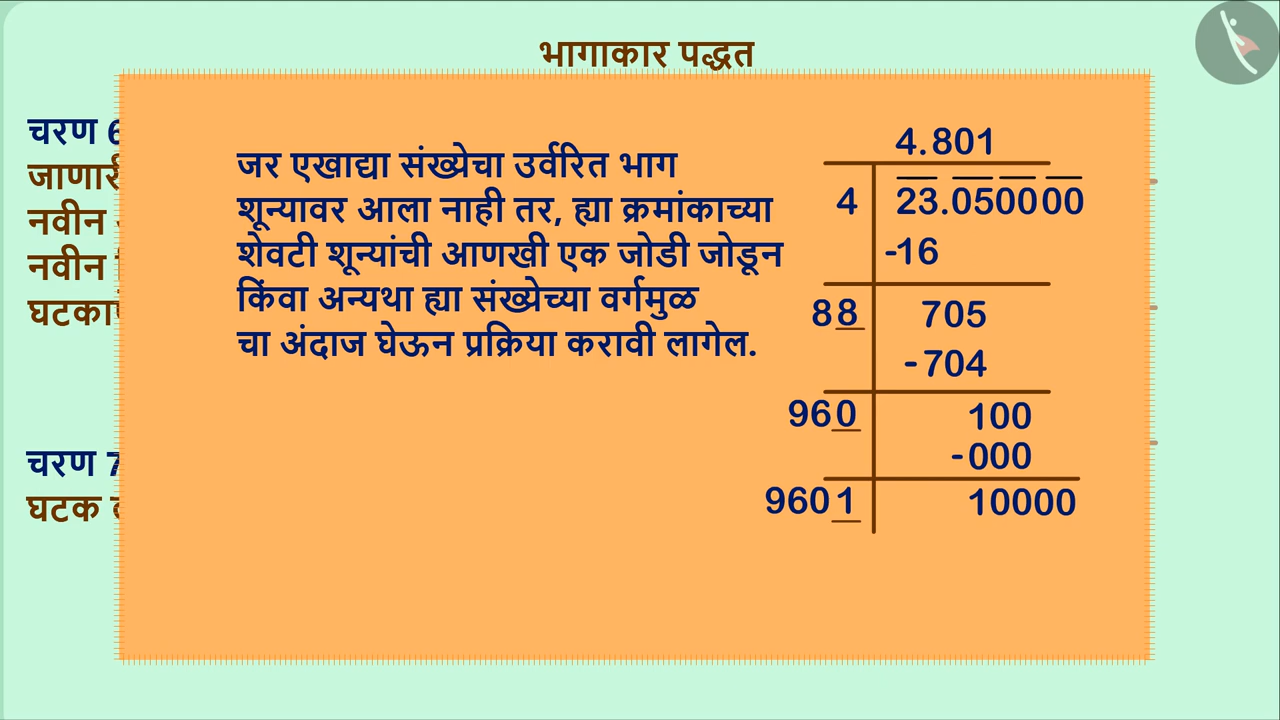 भागाकार पद्धत
चरण 6
जाणारी
नवीन
नवीन
घटका
चरण 7
घटक
जर एखाद्या संख्येचा उर्वरित भाग
शून्यावर आला नाही तर, ह्या क्रमांकाच्या
शेवटी शून्यांची आणखी एक जोडी जोडून
किंवा अन्यथा ह्या संख्येच्या वर्गमुळ
चा अंदाज घेऊन प्रक्रिया करावी लागेल.
4.801
4 23.050000
-16
88 705
-704
960 100
-000
9601 10000